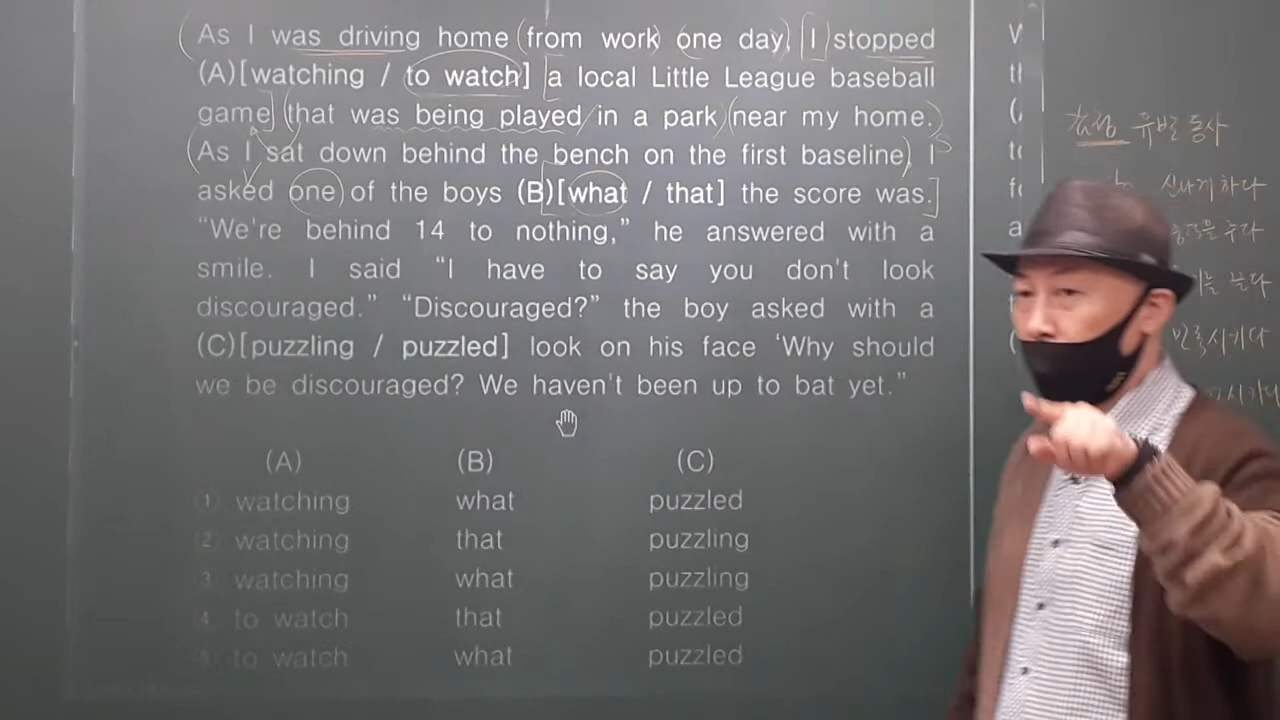 As I was driving home from work one day, I stopped
(A)[watching / to watch] a local Little League baseball
game that was being played in a park near my home.
As I sat down behind the bench on the first baseline, I
asked one of the boys (B)[what / that] the score was.
“We're behind 14 to nothing,” he answered with a
smile. I said “I have to say you don't look
discouraged.” “Discouraged?” the boy asked with a
(C)[puzzling / puzzled] look on his face ‘Why should
we be discouraged? We haven't been up to bat yet.”
(A) (B) (C)
① watching what puzzled
② watching that puzzling
③ watching what puzzling
④ to watch that puzzled
⑤ to watch what puzzled
유발 동사
신나게 하다